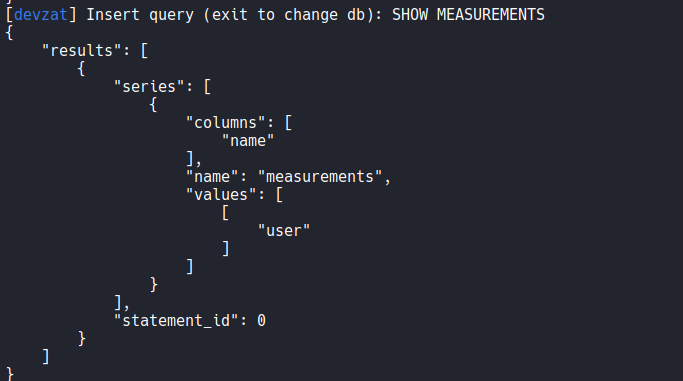 }
[devzat] Insert query (exit to change db): SHOW MEASUREMENTS
{
    "results": [
        {
            "series": [
                {
                    "columns": [
                        "name"
                    ],
                    "name": "measurements",
                    "values": [
                        [
                            "user"
                        ]
                    ]
                }
            ],
            "statement_id": 0
        }
    ]
}